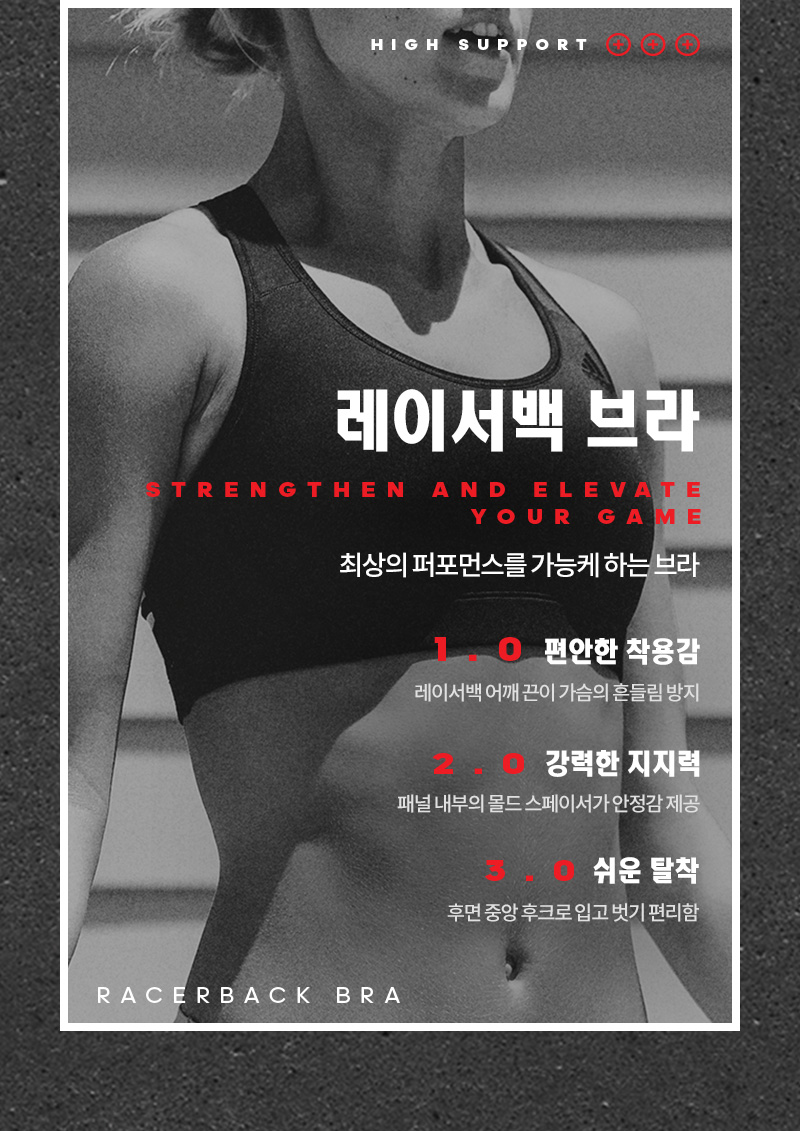 HIGH SUPPORT
레이서백 브라
STRENGTHEN AND ELEVATE
YOUR GAME
최상의 퍼포먼스를 가능케 하는 브라
1.0 편안한 착용감
레이서백 어깨 끈이 가슴의 흔들림 방지
2.0 강력한 지지력
패널 내부의 몰드 스페이서가 안정감 제공
3.0 쉬운 탈착
후면 중앙 후크로 입고 벗기 편리함
RACERBACK BRA